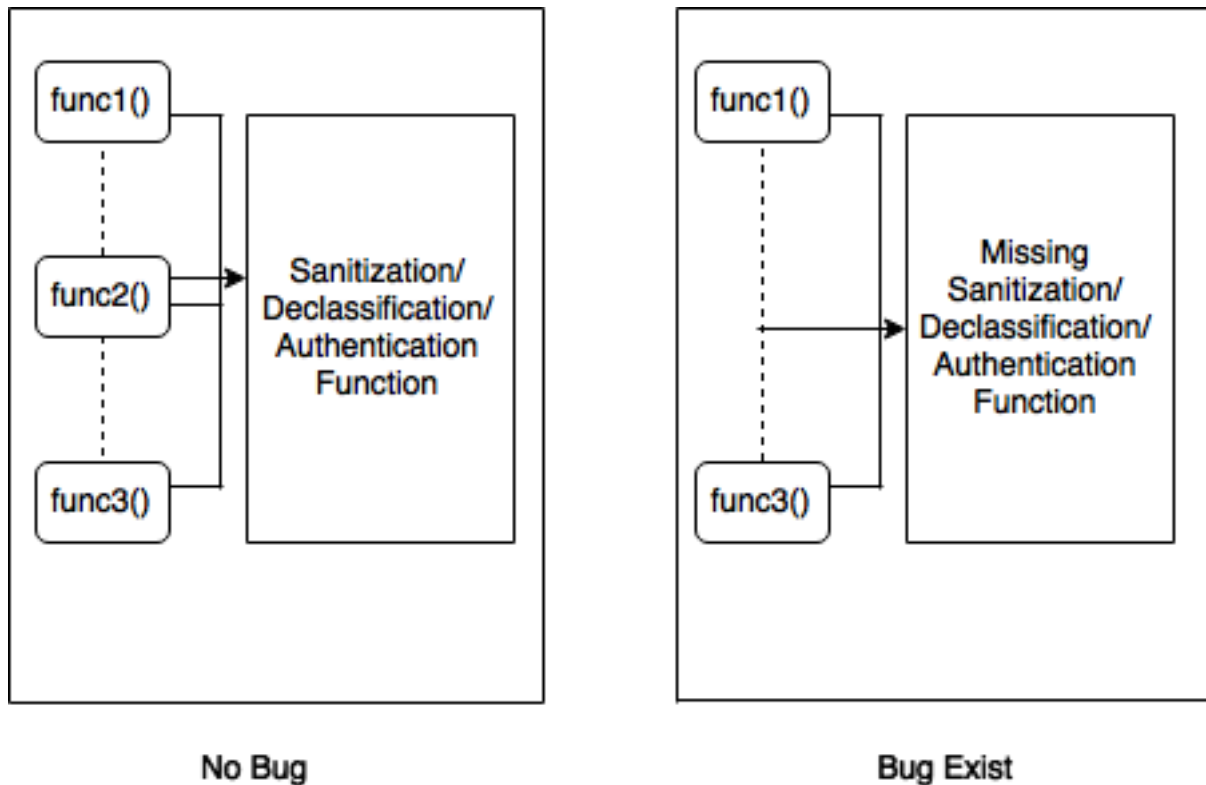 func1()
func2()
func3()
Sanitization/
Declassification/
Authentication
Function
No Bug
func1()
func3()
Missing
Sanitization/
Declassification/
Authentication
Function
Bug Exist